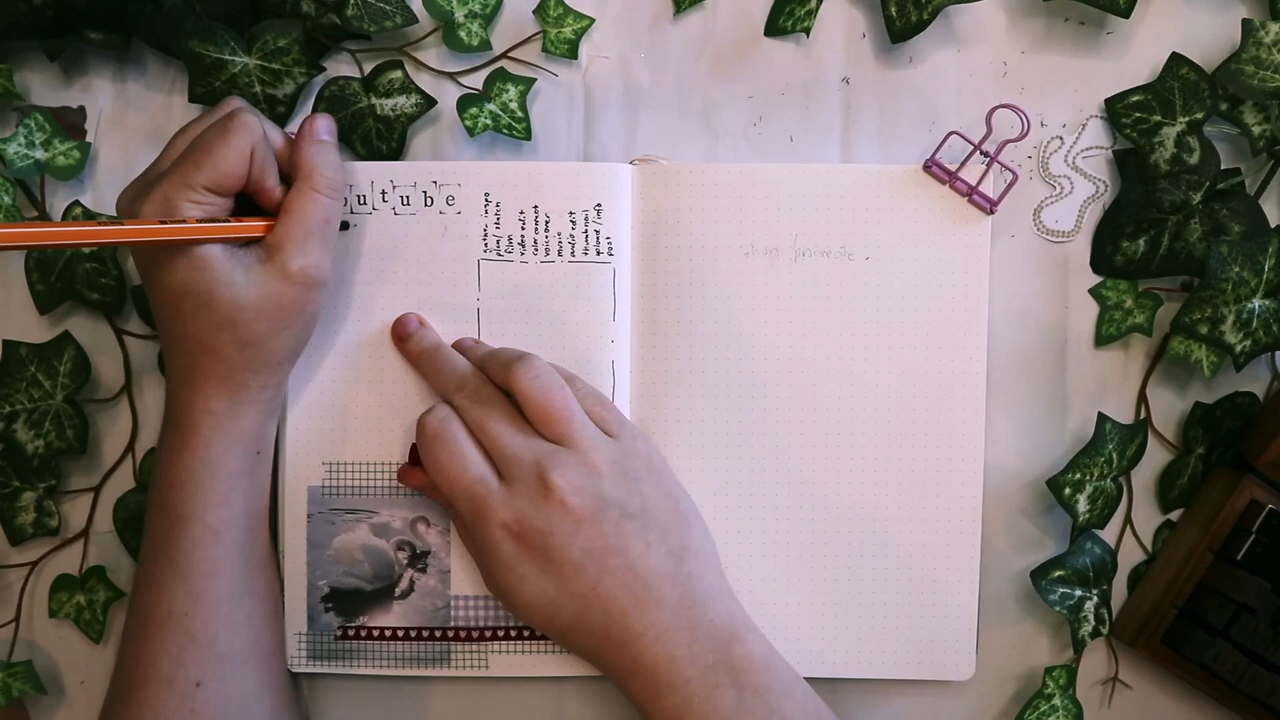 utube
gather inspo
plan/ sketch
film
video edit
color correct
voiceover
music
audio edit
thumbnail
upload /info
post
/promote